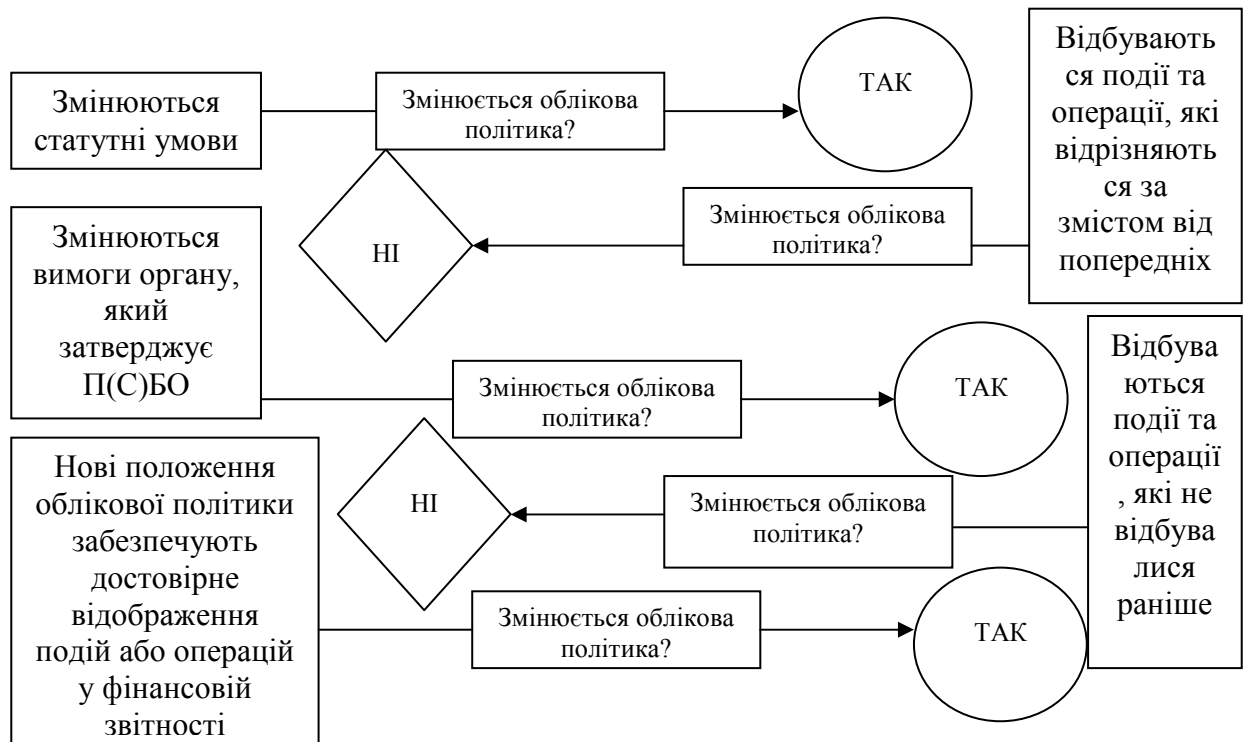 Змінюються
статутні умови
Змінюється облікова
політика?
ТАК
Відбувають
ся події та
операції, які
відрізняють
ся за
змістом від
попередніх
Змінюється облікова
політика?
НІ
Змінюються
вимоги органу,
який
затверджує
П(С)БО
Змінюється облікова
політика?
ТАК
Відбува
ються
події та
операції
, які не
відбува
лися
раніше
Змінюється облікова
політика?
НІ
Нові положення
облікової політики
забезпечують
достовірне
відображення
подій або операцій
у фінансовій
звітності
Змінюється облікова
політика?
ТАК